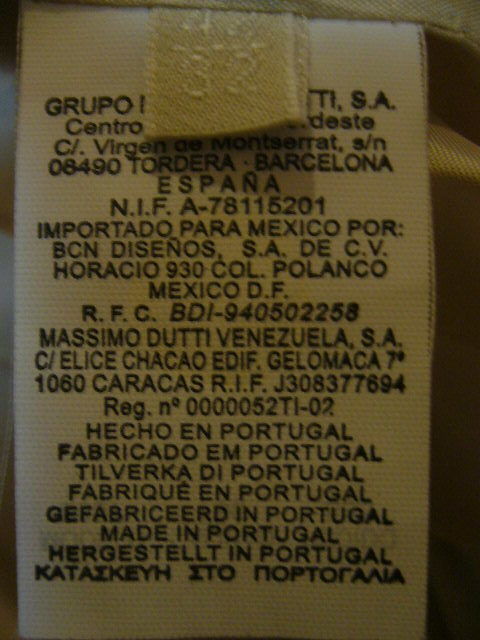 GRUPO TTI, S.A.
Centro rdeste
C/. Virgen de Montserrat, s/n
08490 TORDERA · BARCELONA
ESPAÑA
N.I.F. A-78115201
IMPORTADO PARA MEXICO POR:
BCN DISEÑOS, S.A. DE C.V.
HORACIO 930 COL. POLANCO
MEXICO D.F.
R.F.C. BDI-940502258
MASSIMO DUTTI VENEZUELA, S.A.
C/ ELICE CHACAO EDIF. GELOMACA 7º
1060 CARACAS R.I.F. J308377694
Reg. nº 0000052TI-02
HECHO EN PORTUGAL
FABRICADO EM PORTUGAL
TILVERKA DI PORTUGAL
FABRIQUÉ EN PORTUGAL
GEFABRICEERD IN PORTUGAL
MADE IN PORTUGAL
HERGESTELLT IN PORTUGAL
ΚΑΤΑΣΚΕΥΗ ΣΤΟ ΠΟΡΤΟΓΑΛΙΑ